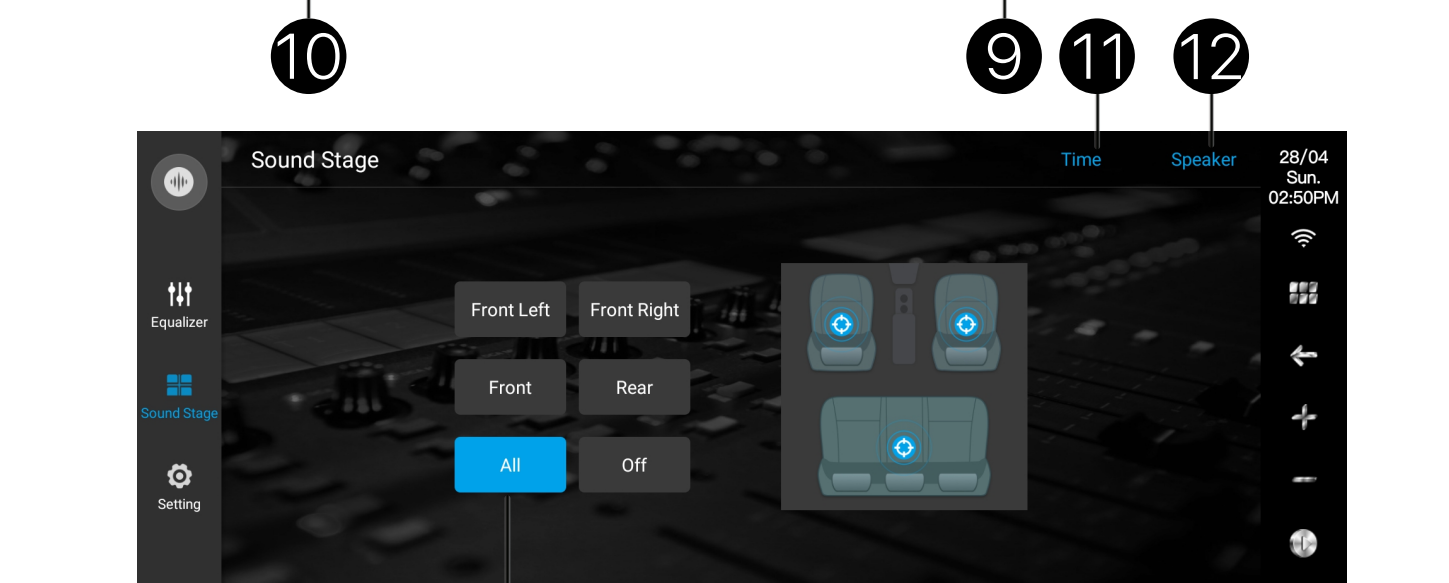 10
9
11
12
Sound Stage
Time
Speaker
28/04
Sun.
02:50PM
Equalizer
Sound Stage
Setting
Front Left
Front Right
Front
Rear
All
Off